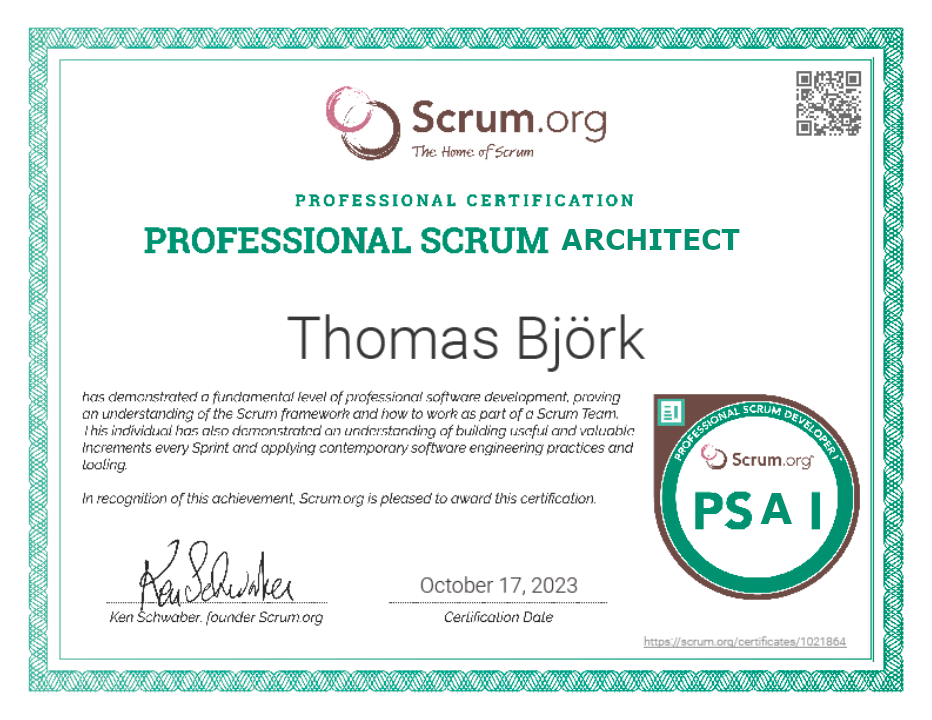 Scrum.org
The Home of Scrum
PROFESSIONAL CERTIFICATION
PROFESSIONAL SCRUM ARCHITECT
Thomas Björk
has demonstrated a fundamental level of professional software development, proving
an understanding of the Scrum framework and how to work as part of a Scrum Team.
This individual has also demonstrated an understanding of building useful and valuable
Increments every Sprint and applying contemporary software engineering practices and
tooling.
In recognition of this achievement, Scrum.org is pleased to award this certification.
PROFESSIONAL SCRUM DEVELOPER I™
Scrum.org
PSA I
Ken Schwaber
October 17, 2023
Ken Schwaber, founder Scrum.org
Certification Date
https://scrum.org/certificates/1021864